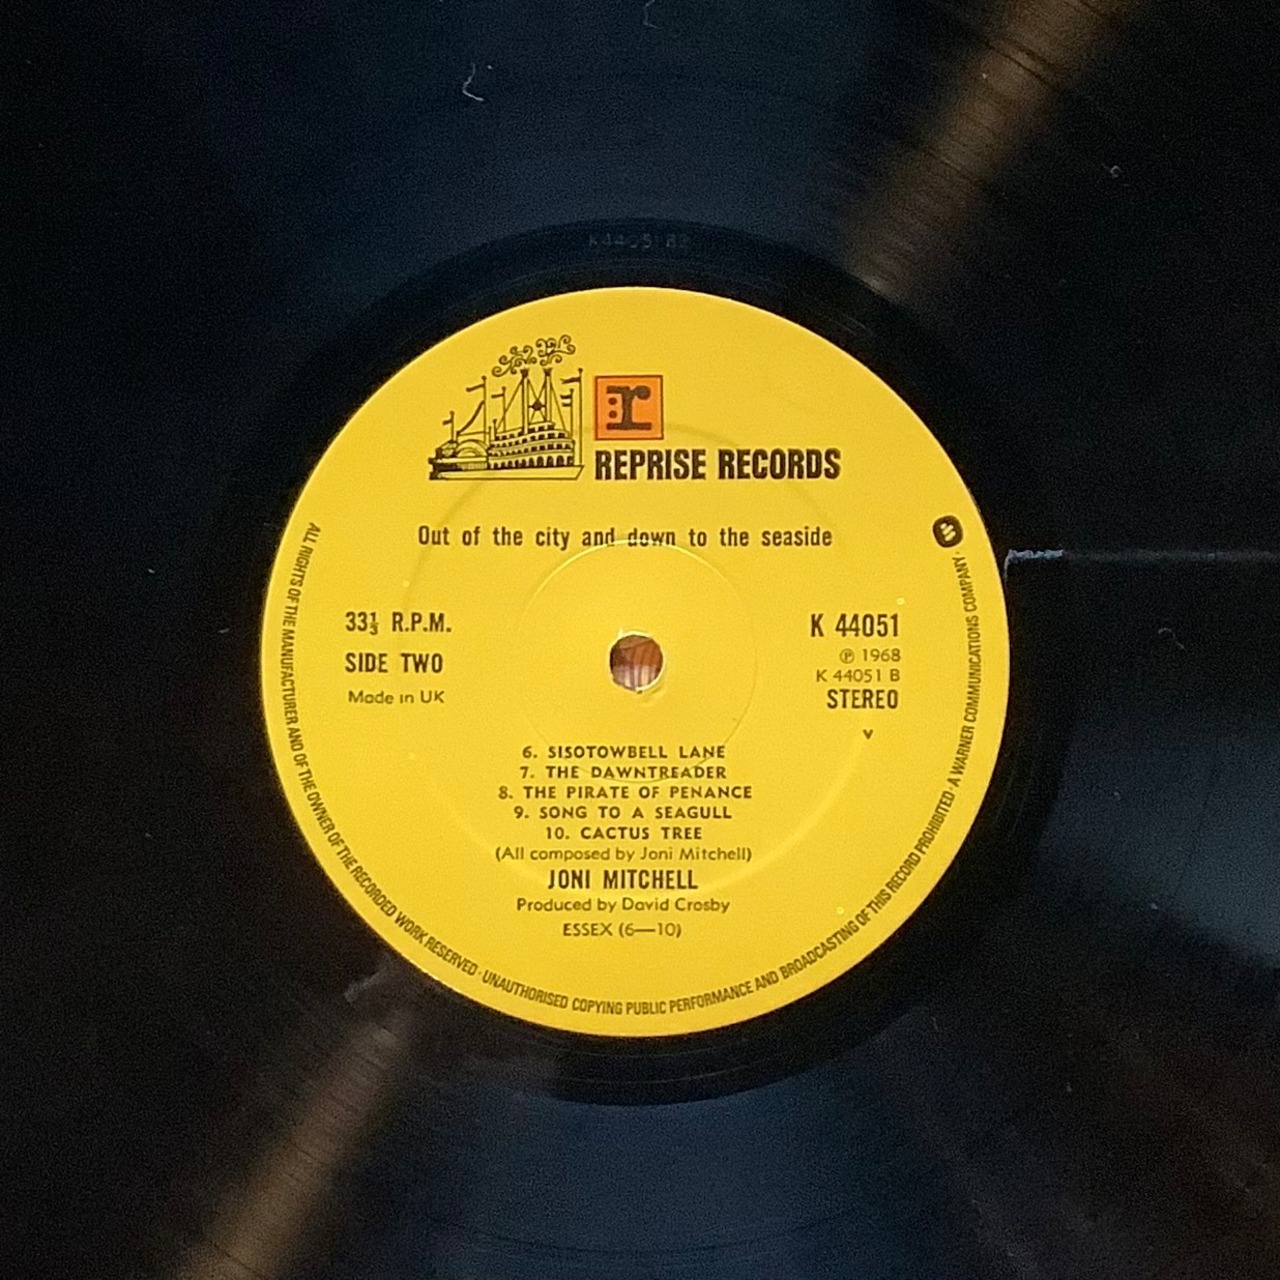 r
REPRISE RECORDS
Out of the city and down to the seaside
33⅓ R.P.M.
SIDE TWO
Made in UK
K 44051
℗ 1968
K 44051 B
STEREO
v
6. SISOTOWBELL LANE
7. THE DAWNTREADER
8. THE PIRATE OF PENANCE
9. SONG TO A SEAGULL
10. CACTUS TREE
(All composed by Joni Mitchell)
JONI MITCHELL
Produced by David Crosby
ESSEX (6—10)
ALL RIGHTS OF THE MANUFACTURER AND OF THE OWNER OF THE RECORDED WORK RESERVED · UNAUTHORISED COPYING PUBLIC PERFORMANCE AND BROADCASTING OF THIS RECORD PROHIBITED · A WARNER COMMUNICATIONS COMPANY ·